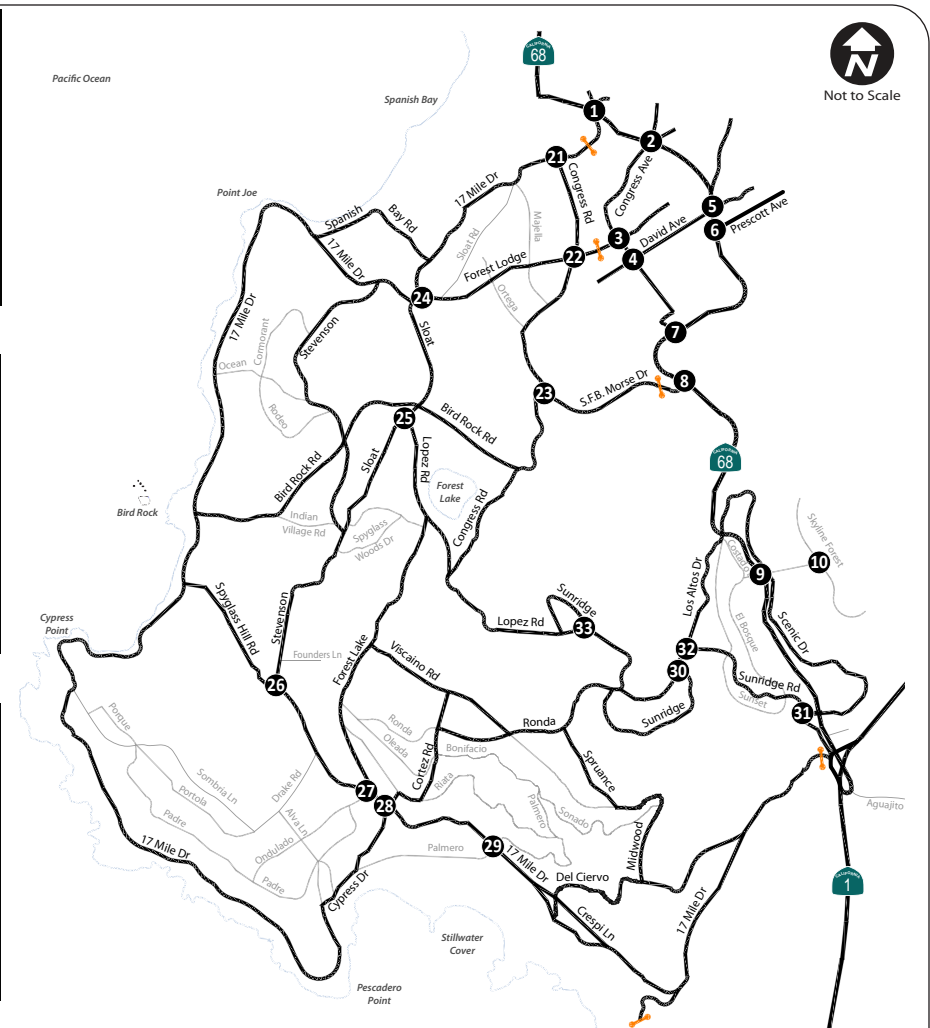 Pacific Ocean
CALIFORNIA
68
N
Not to Scale
Spanish Bay
1
2
21
Congress Rd
Congress Ave
17 Mile Dr
Point Joe
5
Prescott Ave
6
Spanish
Bay Rd
Sloat Rd
Majella
3
David Ave
4
22
Forest Lodge
17 Mile Dr
Ortega
24
17 Mile Dr
Cormorant
Stevenson
Sloat
7
Ocean
8
S.F.B. Morse Dr
23
Rodeo
25
Bird Rock Rd
CALIFORNIA
68
Bird Rock Rd
Sloat
Lopez Rd
Forest
Lake
Bird Rock
Indian
Village Rd
Spyglass
Woods Dr
Congress Rd
Skyline Forest
Costado
9
10
Los Altos Dr
Spyglass Hill Rd
Stevenson
Sunridge
Lopez Rd
33
El Bosque
Scenic Dr
Cypress
Point
Founders Ln
Forest Lake
Viscaino Rd
32
30
26
Sunridge Rd
Sunset
31
Porque
Ronda
Oleada
Ronda
Sunridge
Bonifacio
Cortez Rd
Sombria Ln
Portola
Drake Rd
Riata
Spruance
27
28
Palmero
Sonado
Aguajito
Padre
Alva Ln
Ondulado
17 Mile Dr
Palmero
29
17 Mile Dr
Midwood
Padre
Cypress Dr
Del Ciervo
CALIFORNIA
1
Crespi Ln
17 Mile Dr
Stillwater
Cover
Pescadero
Point